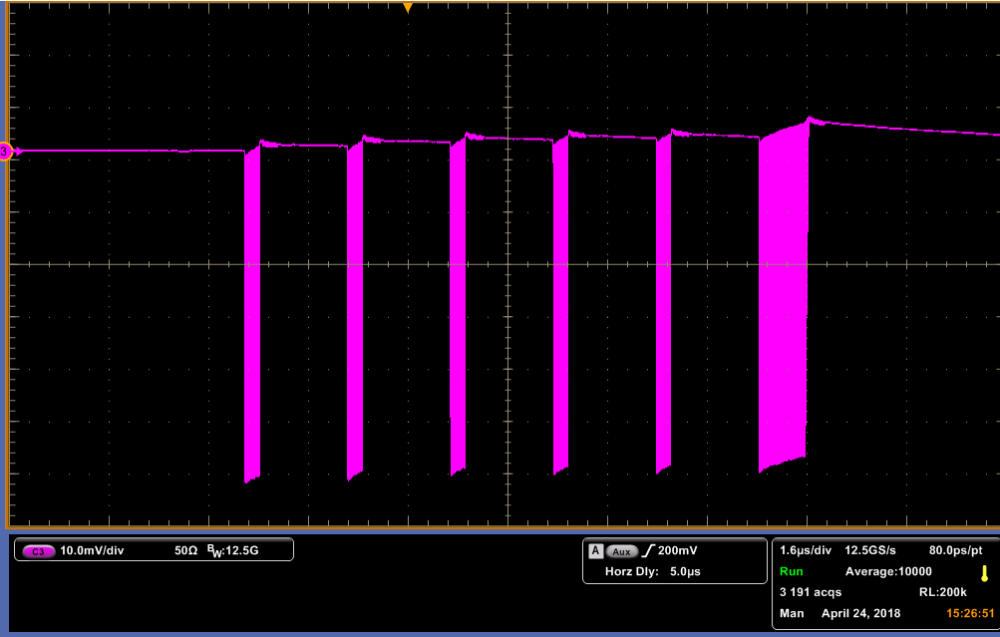 3
C3 10.0mV/div 50Ω BW:12.5G
A Aux 200mV
Horz Dly: 5.0µs
1.6µs/div 12.5GS/s 80.0ps/pt
Run Average:10000
3 191 acqs RL:200k
Man April 24, 2018 15:26:51